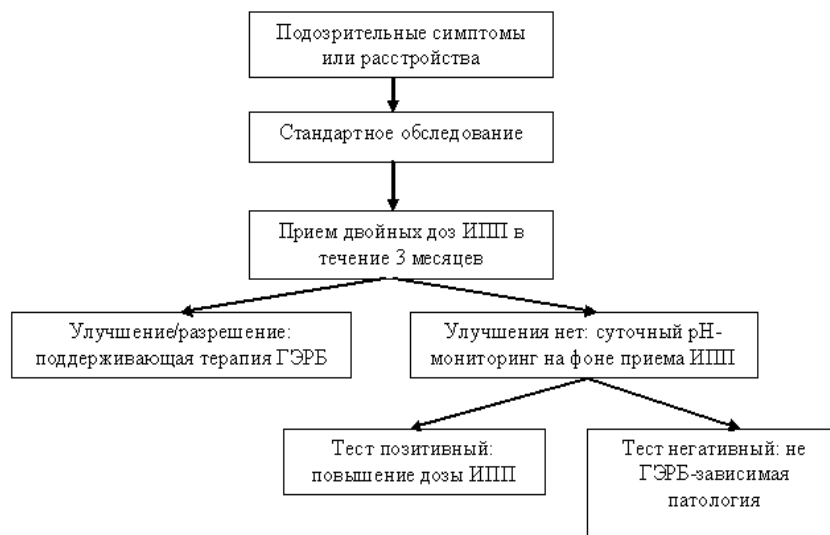 Подозрительные симптомы
или расстройства
Стандартное обследование
Прием двойных доз ИПП в
течение 3 месяцев
Улучшение/разрешение:
поддерживающая терапия ГЭРБ
Улучшения нет: суточный рН-
мониторинг на фоне приема ИПП
Тест позитивный:
повышение дозы ИПП
Тест негативный: не
ГЭРБ-зависимая
патология